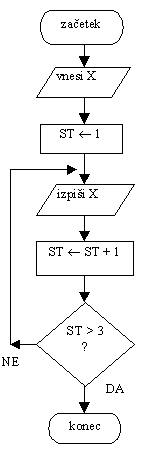 začetek
vnesi X
ST ← 1
izpiši X
ST ← ST + 1
ST > 3
?
NE
DA
konec